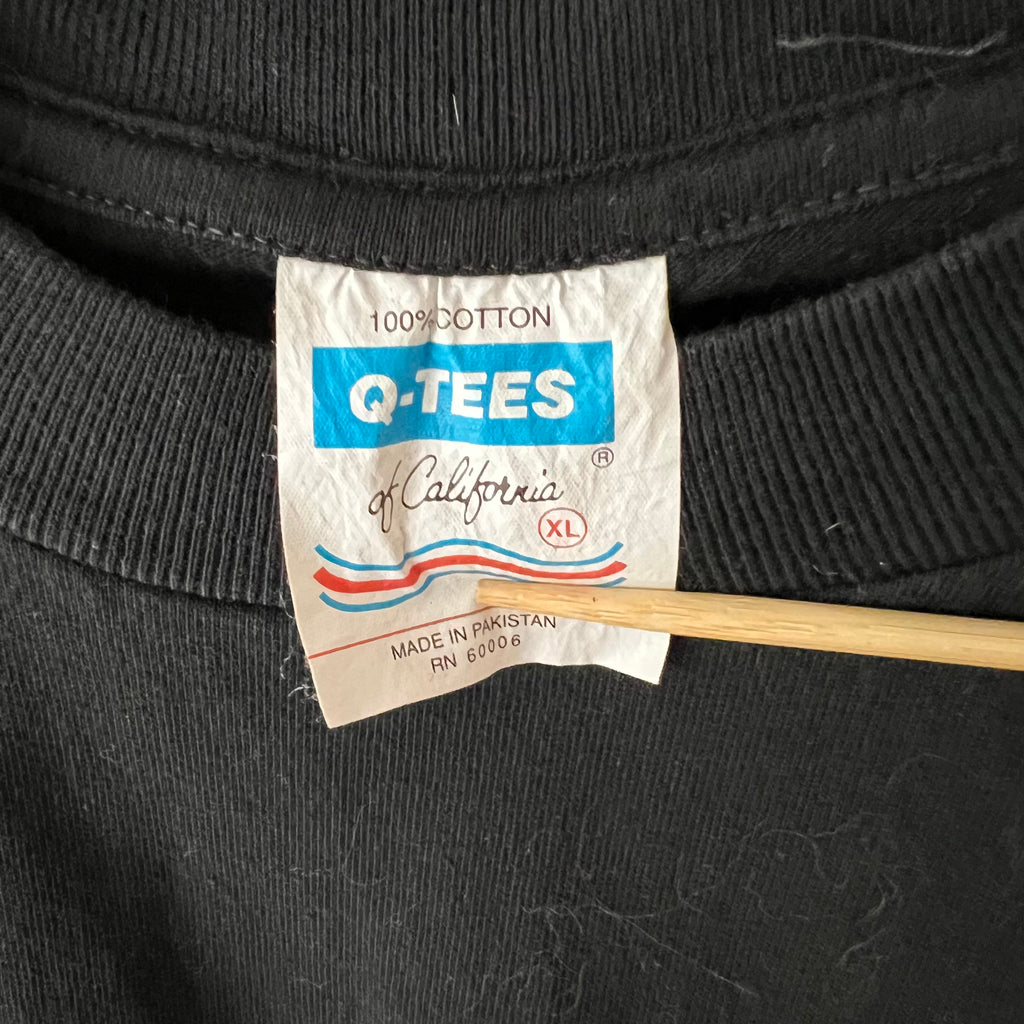 100% COTTON
Q-TEES
®
of California
XL
MADE IN PAKISTAN
RN 60006